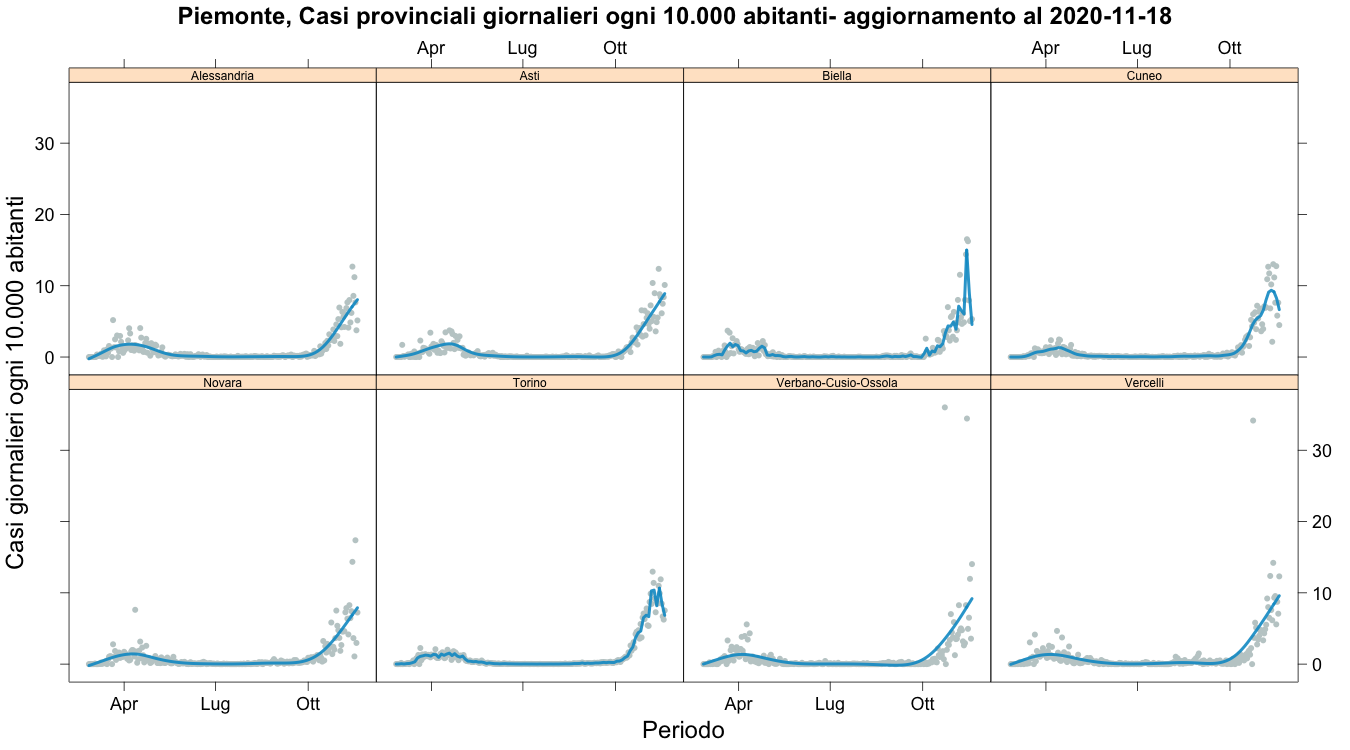 Piemonte, Casi provinciali giornalieri ogni 10.000 abitanti- aggiornamento al 2020-11-18
Apr Lug Ott Apr Lug Ott
Alessandria Asti Biella Cuneo
30
20
10
0
Casi giornalieri ogni 10.000 abitanti
Novara Torino Verbano-Cusio-Ossola Vercelli
30
20
10
0
Apr Lug Ott Apr Lug Ott
Periodo